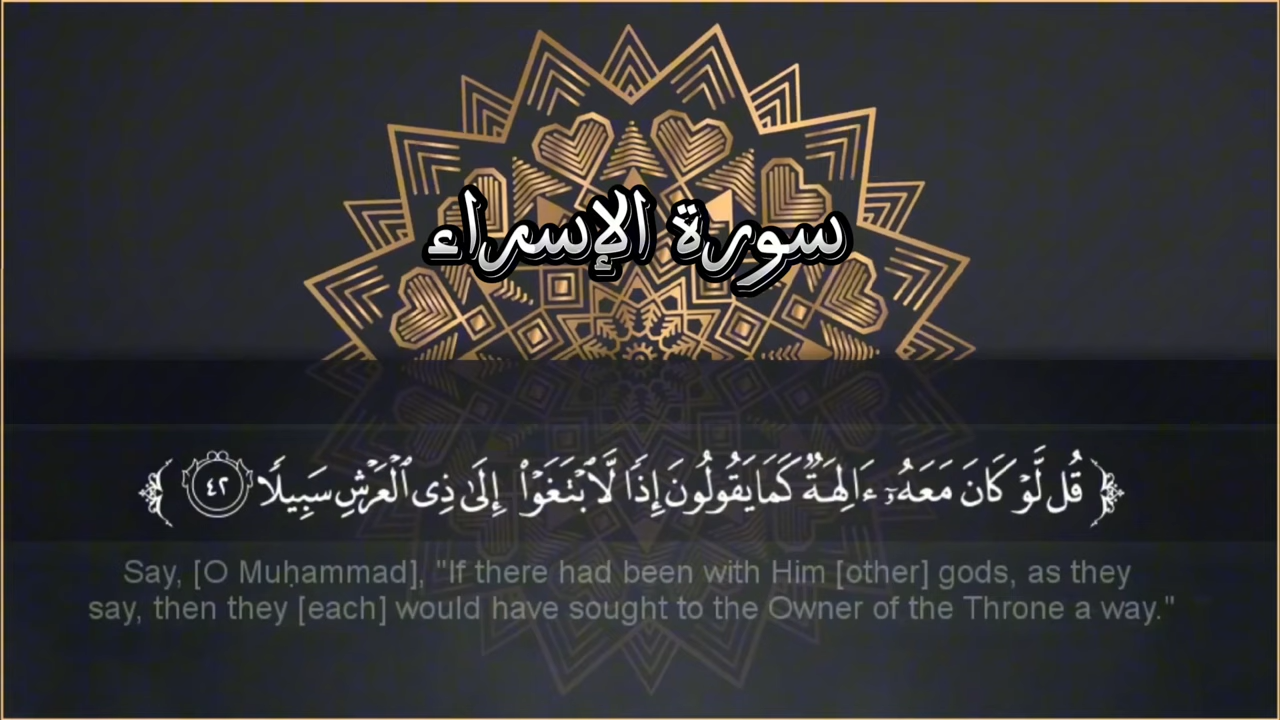 سورة الإسراء
﴿ قُل لَّوْ كَانَ مَعَهُۥٓ ءَالِهَةٌ كَمَا يَقُولُونَ إِذًا لَّٱبْتَغَوْا۟ إِلَىٰ ذِى ٱلْعَرْشِ سَبِيلًا ٤٢ ﴾
Say, [O Muḥammad], "If there had been with Him [other] gods, as they
say, then they [each] would have sought to the Owner of the Throne a way."